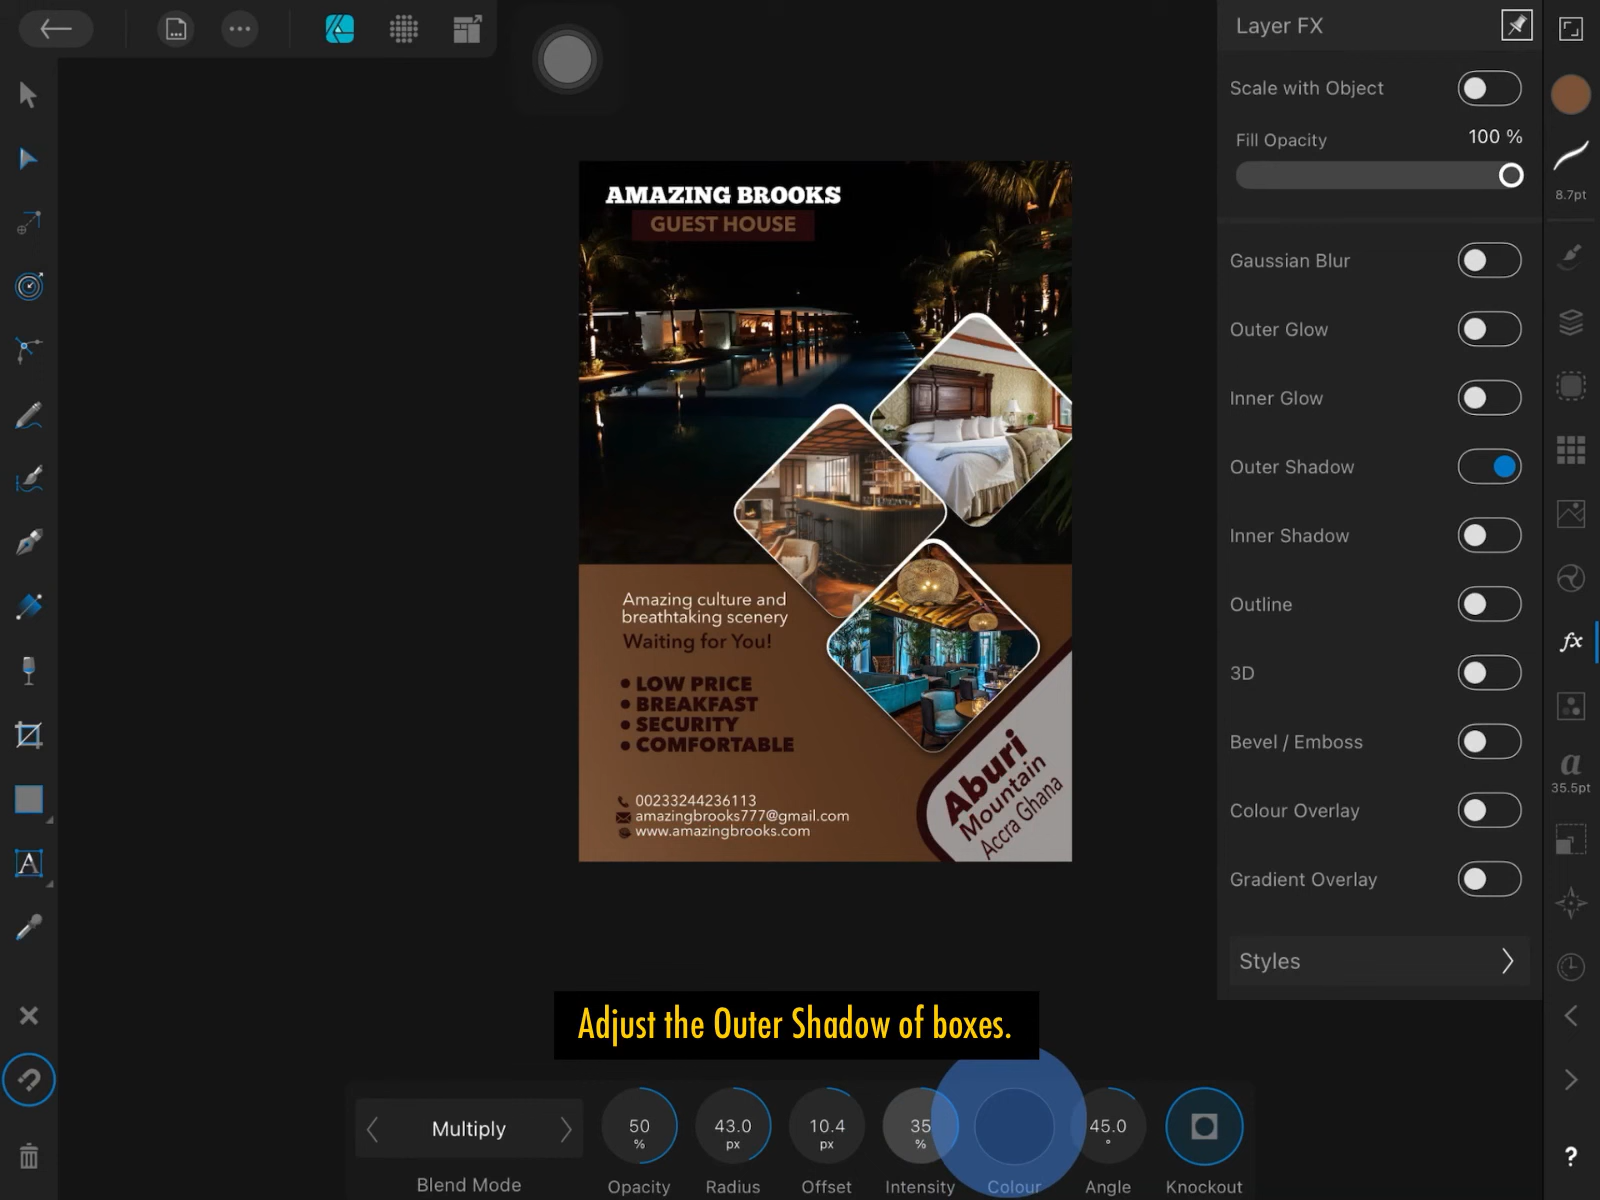 Layer FX
Scale with Object
Fill Opacity 100 %
8.7pt
AMAZING BROOKS
GUEST HOUSE
Gaussian Blur
Outer Glow
Inner Glow
Outer Shadow
Inner Shadow
Outline
fx
3D
Bevel / Emboss
a
35.5pt
Colour Overlay
Gradient Overlay
Styles
Amazing culture and
breathtaking scenery
Waiting for You!
• LOW PRICE
• BREAKFAST
• SECURITY
• COMFORTABLE
00233244236113
amazingbrooks777@gmail.com
www.amazingbrooks.com
Aburi
Mountain
Accra Ghana
A
Adjust the Outer Shadow of boxes.
Multiply
Blend Mode
50 %
Opacity
43.0 px
Radius
10.4 px
Offset
35 %
Intensity
Colour
45.0 °
Angle
Knockout
?